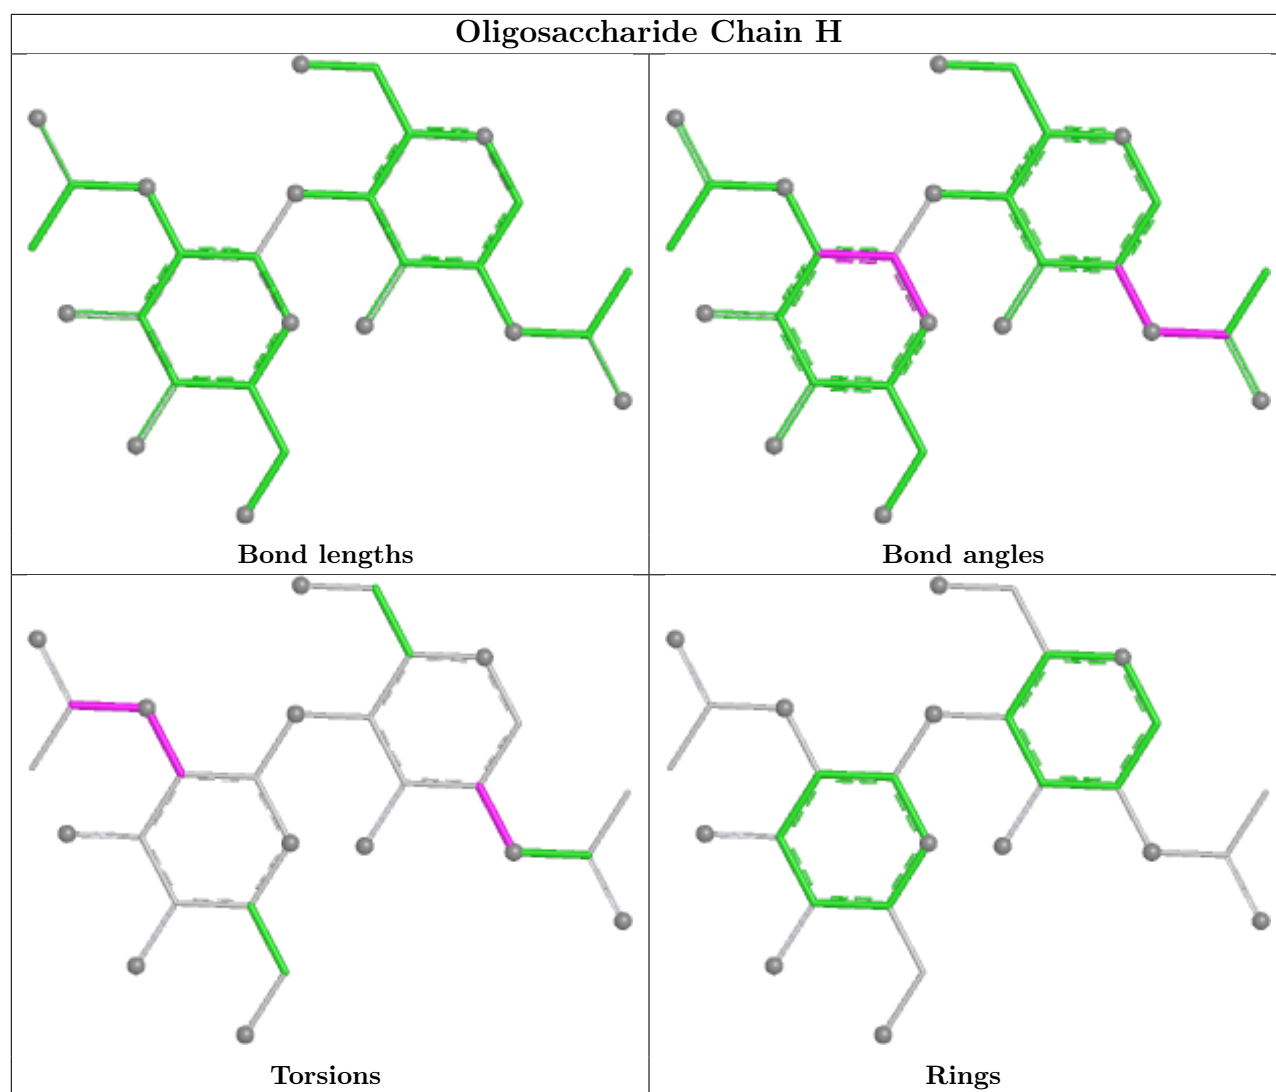 Oligosaccharide Chain H
Bond lengths
Bond angles
Torsions
Rings